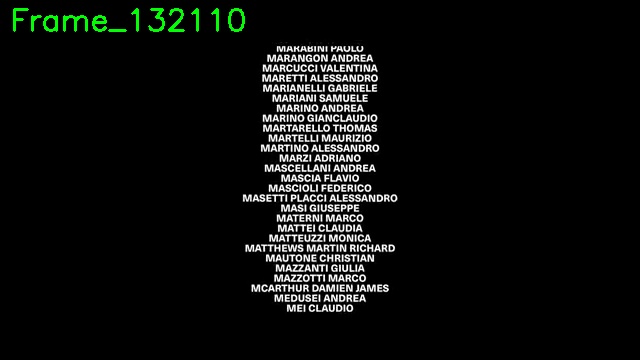 Frame_132110
MARABINI PAOLO
MARANGON ANDREA
MARCUCCI VALENTINA
MARETTI ALESSANDRO
MARIANELLI GABRIELE
MARIANI SAMUELE
MARINO ANDREA
MARINO GIANCLAUDIO
MARTARELLO THOMAS
MARTELLI MAURIZIO
MARTINO ALESSANDRO
MARZI ADRIANO
MASCELLANI ANDREA
MASCIA FLAVIO
MASCIOLI FEDERICO
MASETTI PLACCI ALESSANDRO
MASI GIUSEPPE
MATERNI MARCO
MATTEI CLAUDIA
MATTEUZZI MONICA
MATTHEWS MARTIN RICHARD
MAUTONE CHRISTIAN
MAZZANTI GIULIA
MAZZOTTI MARCO
MCARTHUR DAMIEN JAMES
MEDUSEI ANDREA
MEI CLAUDIO